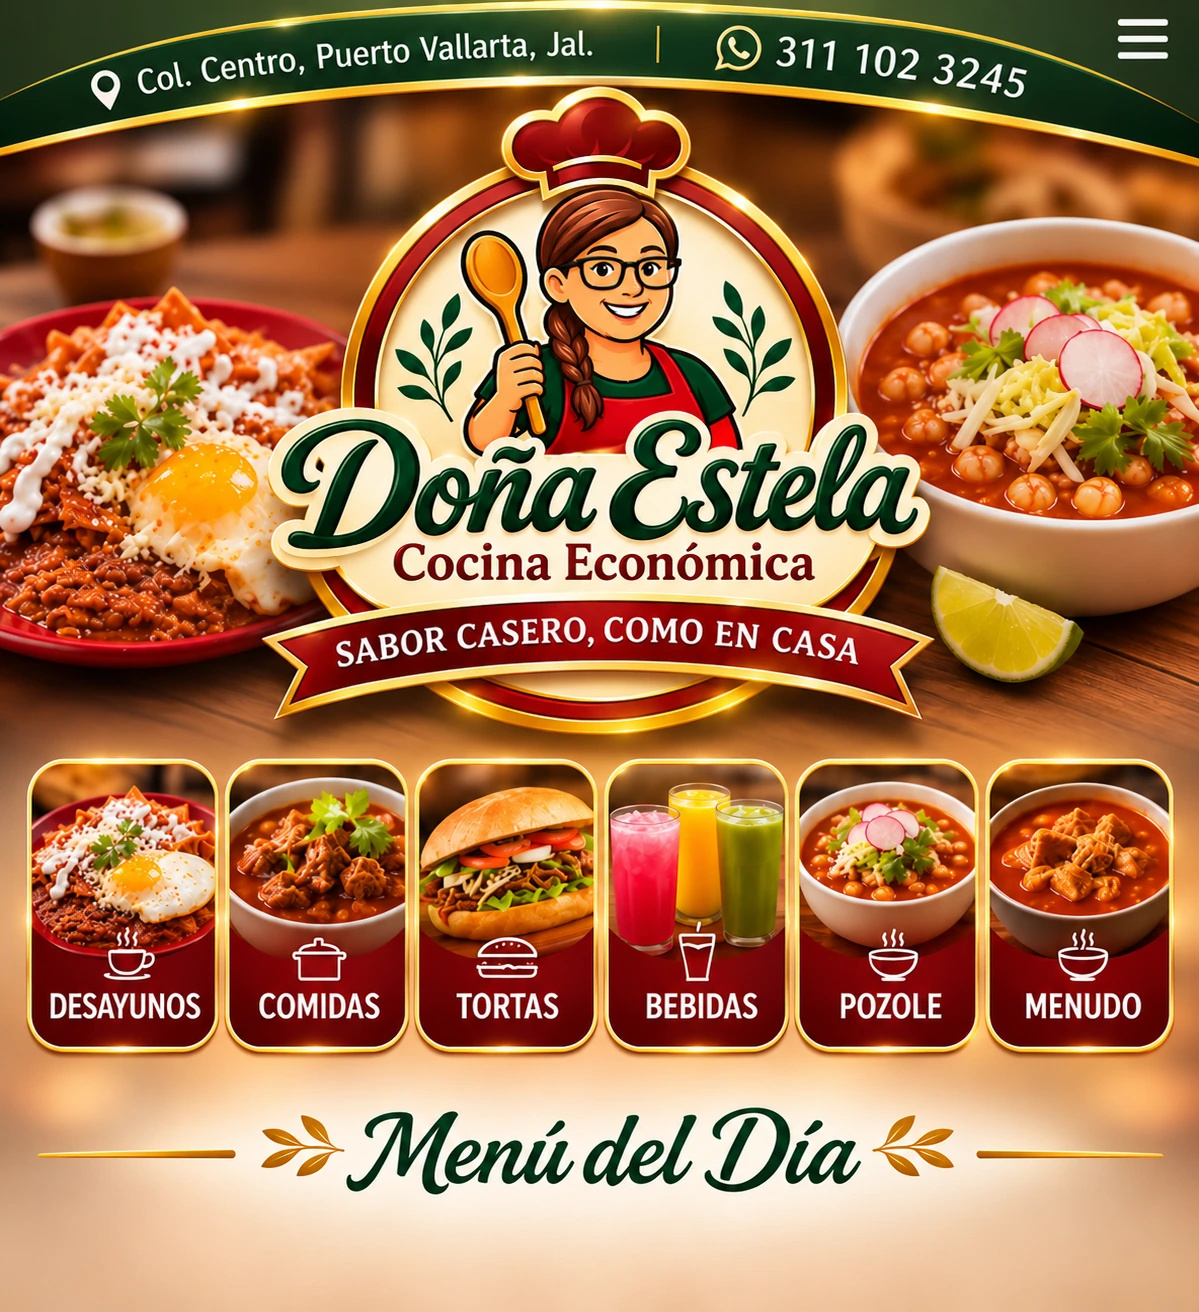 Col. Centro, Puerto Vallarta, Jal.
311 102 3245
Doña Estela
Cocina Económica
SABOR CASERO, COMO EN CASA
DESAYUNOS
COMIDAS
TORTAS
BEBIDAS
POZOLE
MENUDO
Menú del Día